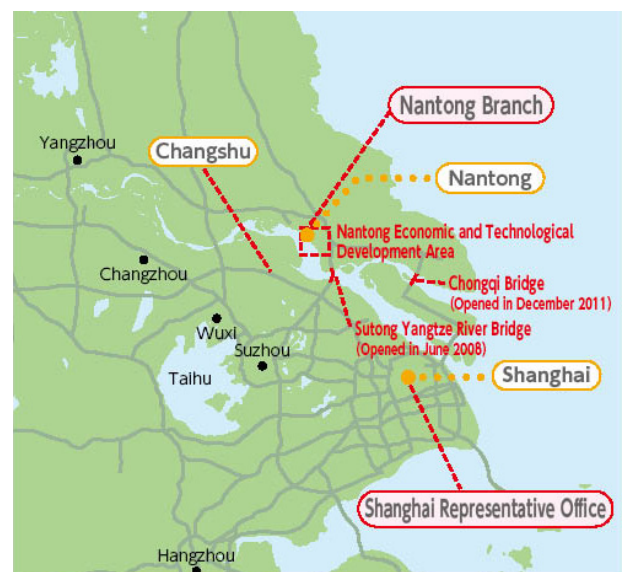 Nantong Branch
Yangzhou
Changshu
Nantong
Nantong Economic and Technological
Development Area
Changzhou
Chongqi Bridge
(Opened in December 2011)
Sutong Yangtze River Bridge
(Opened in June 2008)
Wuxi
Suzhou
Taihu
Shanghai
Shanghai Representative Office
Hangzhou